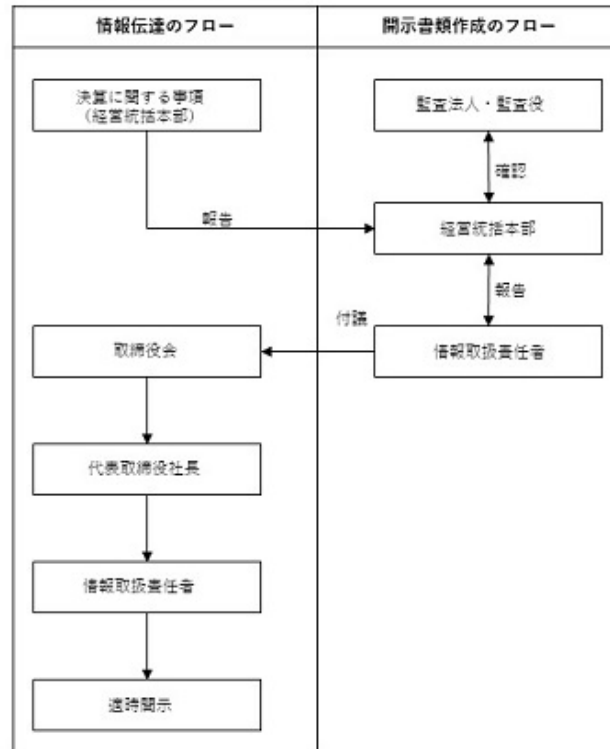 情報伝達のフロー
開示書類作成のフロー
決算に関する事項
（経営統括本部）
監査法人・監査役
確認
報告
経営統括本部
報告
付議
取締役会
情報取扱責任者
代表取締役社長
情報取扱責任者
適時開示